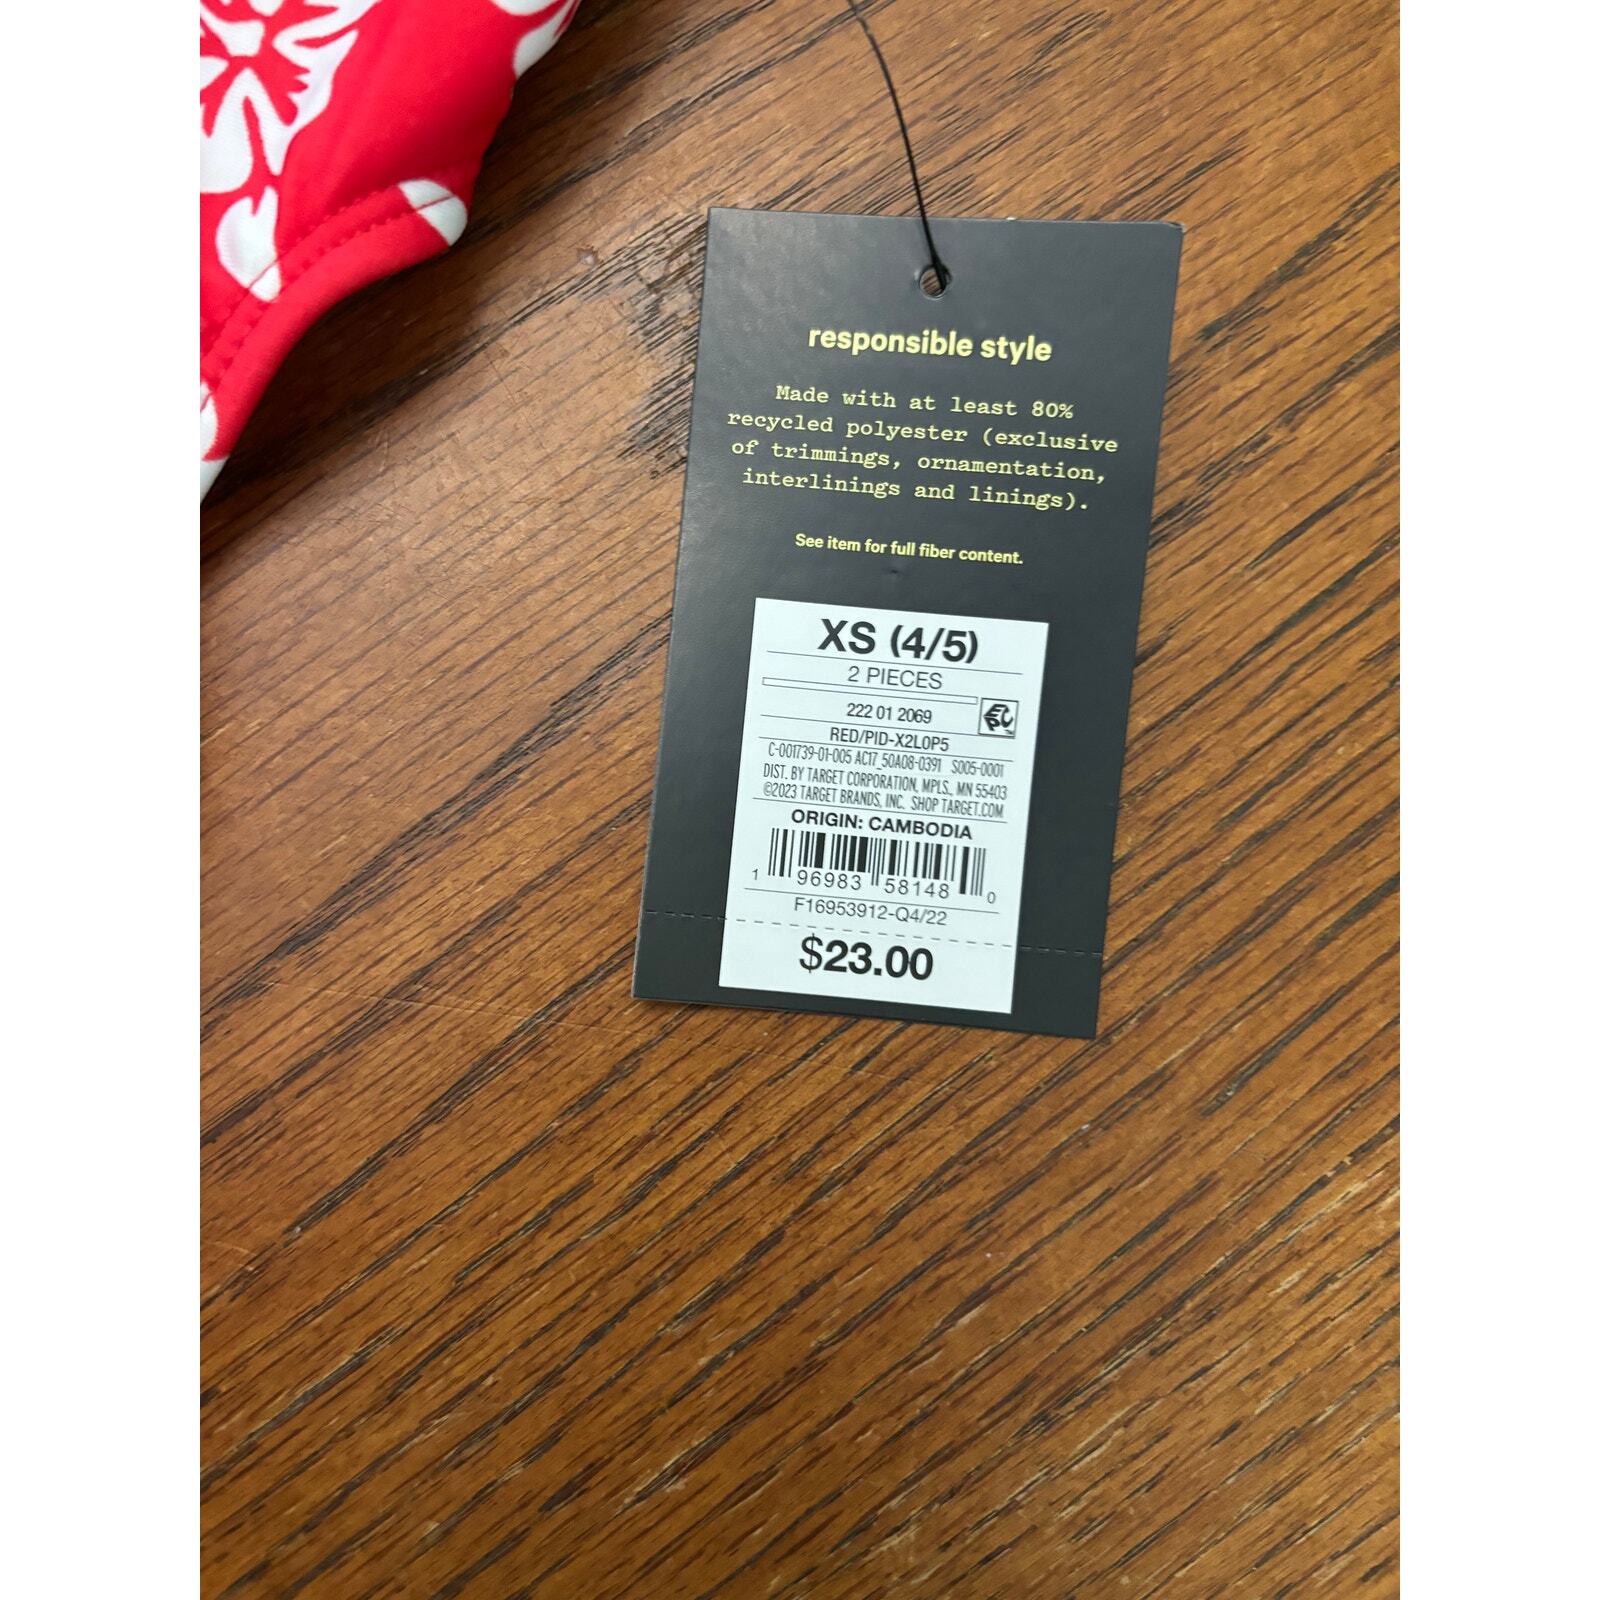 responsible style
Made with at least 80%
recycled polyester (exclusive
of trimmings, ornamentation,
interlinings and linings).
See item for full fiber content.
XS (4/5)
2 PIECES
222 01 2069
RED/PID-X2L0P5
C-001739-01-005 AC17_50A08-0391 S005-0001
DIST. BY TARGET CORPORATION, MPLS., MN 55403
©2023 TARGET BRANDS, INC. SHOP TARGET.COM
ORIGIN: CAMBODIA
1 96983 58148 0
F16953912-Q4/22
$23.00